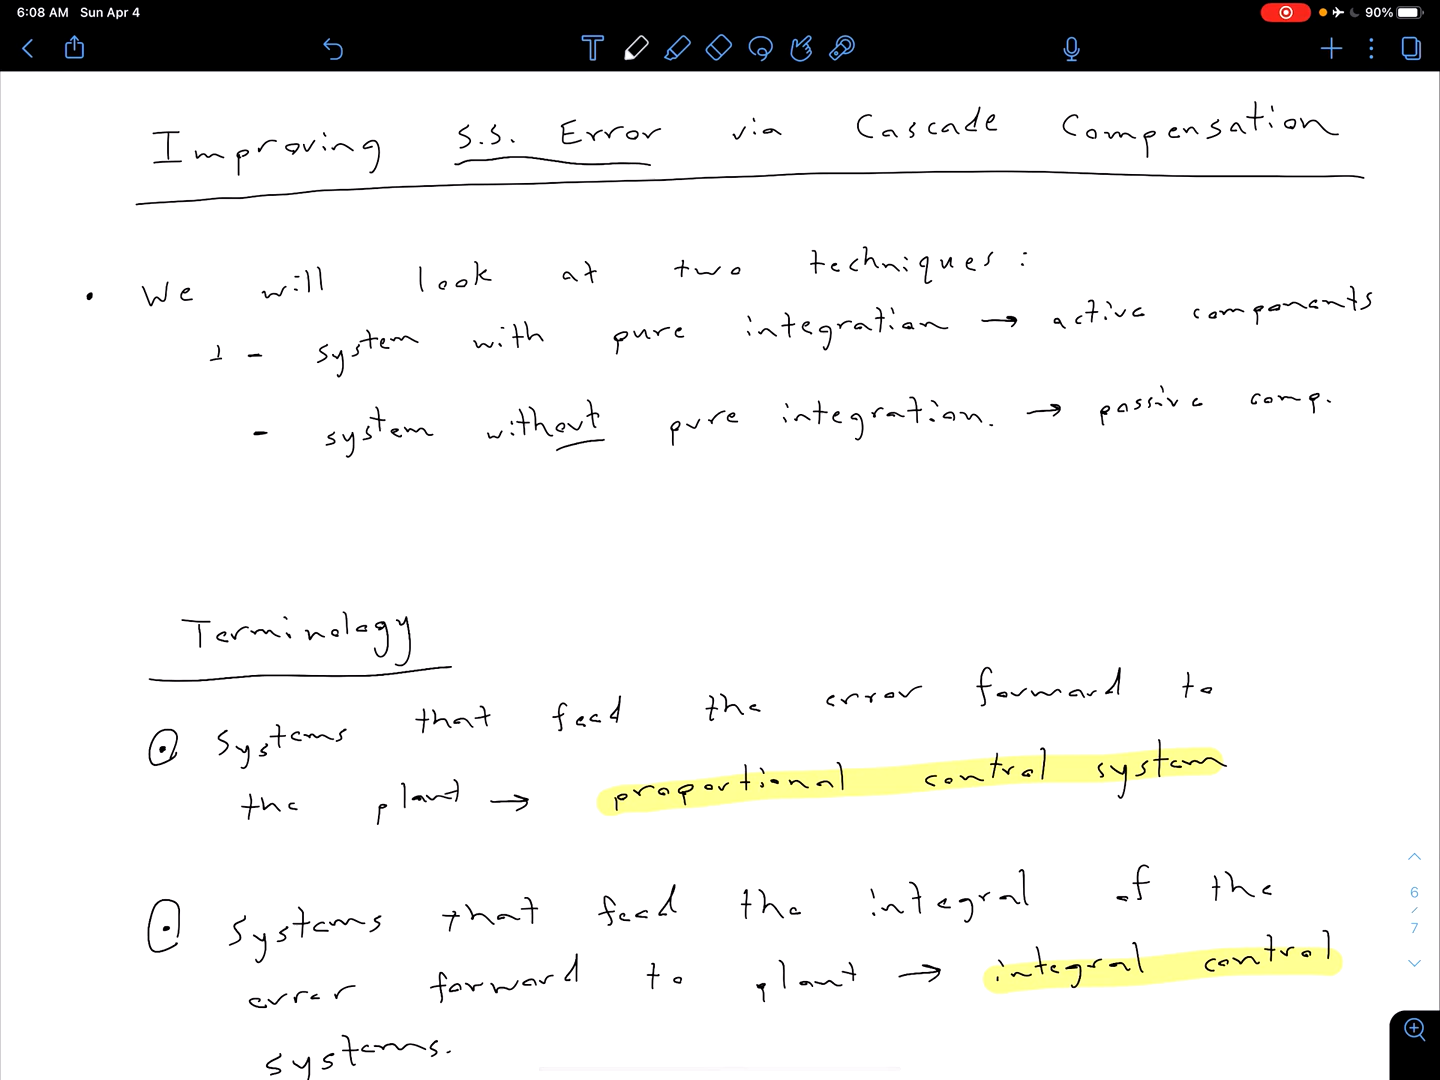 6:08 AM Sun Apr 4
90%
Improving S.S. Error via Cascade Compensation
• We will look at two techniques:
1 - system with pure integration → active components
- system without pure integration. → passive comp.
Terminology
Systems that feed the error forward to
the plant → proportional control system
Systems that feed the integral of the
error forward to plant → integral control
systems.
6
/
7